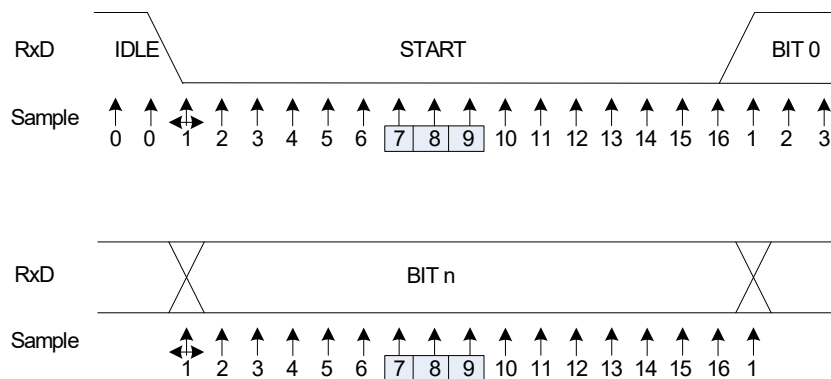 RxD IDLE START BIT 0
Sample
0 0 1 2 3 4 5 6 7 8 9 10 11 12 13 14 15 16 1 2 3
RxD BIT n
Sample
1 2 3 4 5 6 7 8 9 10 11 12 13 14 15 16 1